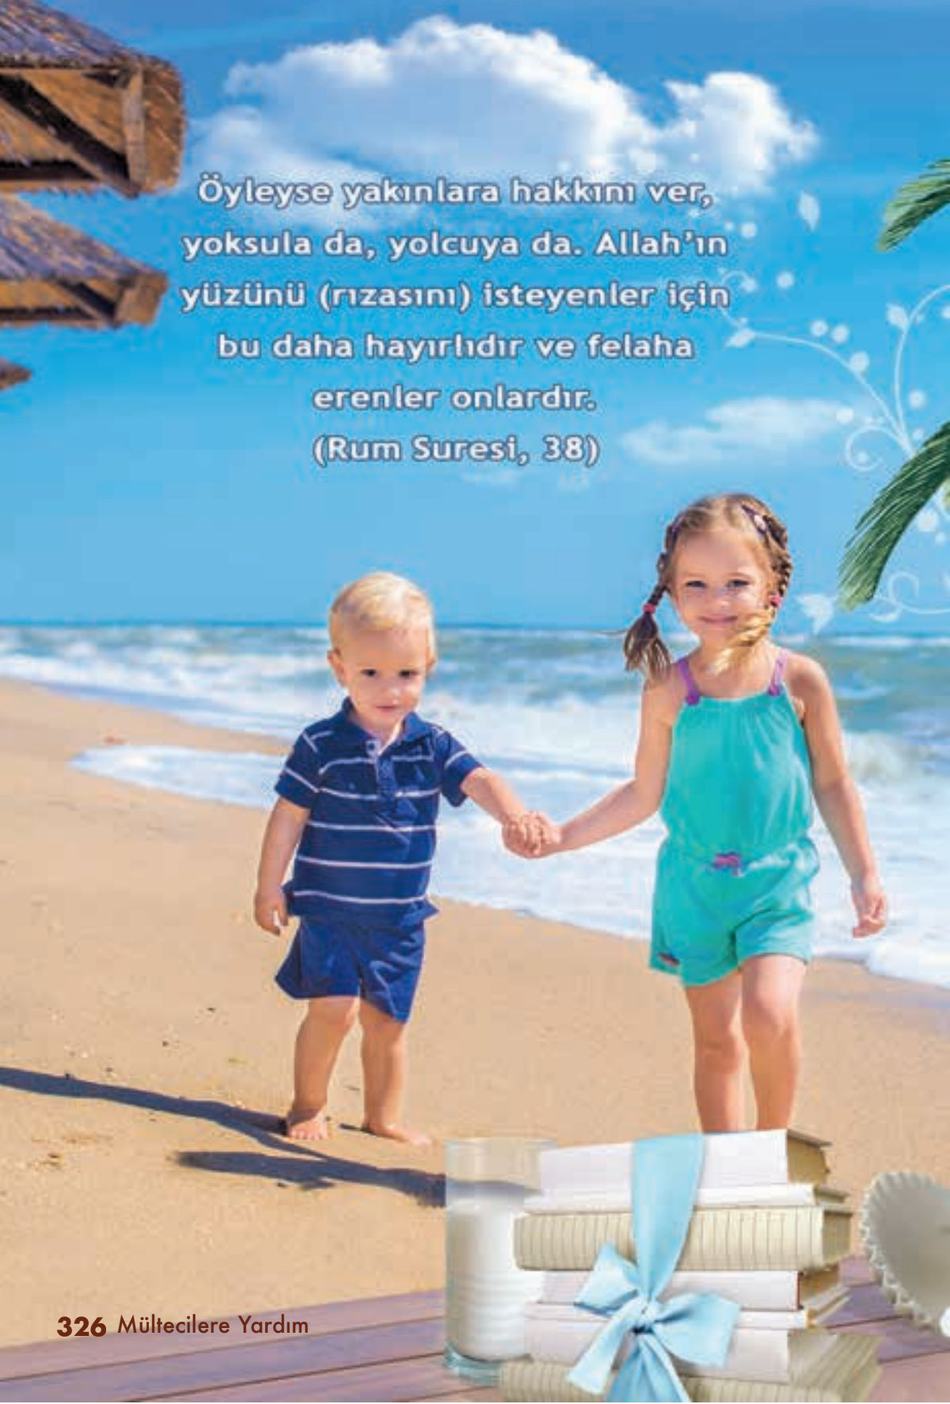 Öyleyse yakınlara hakkını ver,
yoksula da, yolcuya da. Allah’ın
yüzünü (rızasını) isteyenler için
bu daha hayırlıdır ve felaha
erenler onlardır.
(Rum Suresi, 38)
326 Mültecilere Yardım